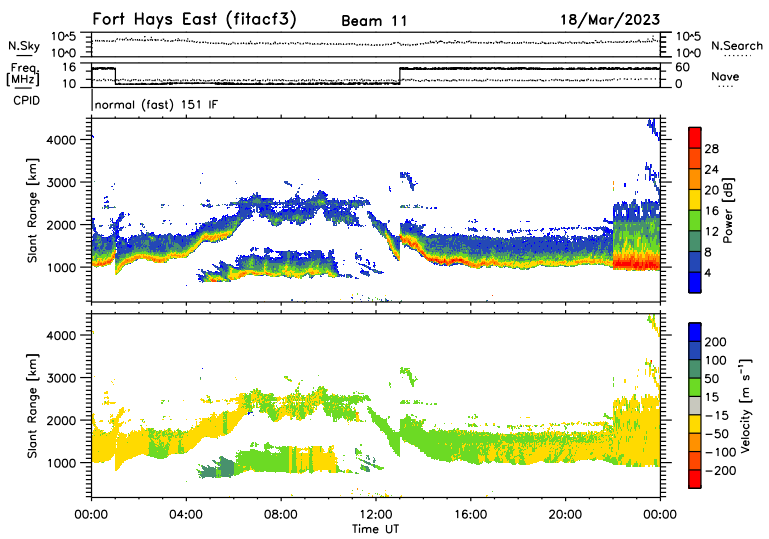 Fort Hays East (fitacf3) Beam 11 18/Mar/2023
N.Sky 10^5 10^0 10^5 10^0 N.Search
Freq. [MHz] 16 10 60 0 Nave
CPID normal (fast) 151 IF
Slant Range [km]
4000
3000
2000
1000
28
24
20
16
12
8
4
Power [dB]
Slant Range [km]
4000
3000
2000
1000
200
100
50
15
-15
-50
-100
-200
Velocity [m s⁻¹]
00:00 04:00 08:00 12:00 16:00 20:00 00:00
Time UT